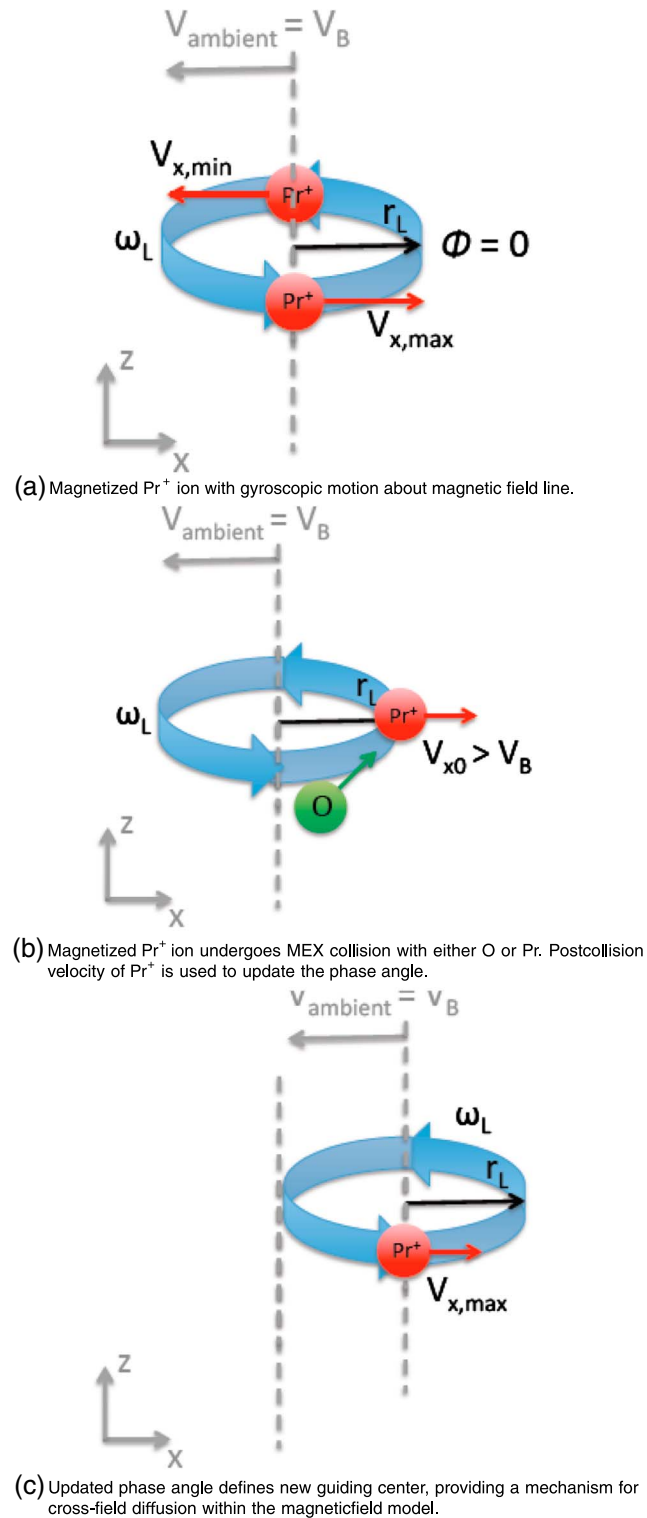 V_ambient = V_B
V_x,min
Pr⁺
r_L
ω_L
Φ = 0
Pr⁺
V_x,max
Z
X
(a) Magnetized Pr⁺ ion with gyroscopic motion about magnetic field line.
V_ambient = V_B
r_L
Pr⁺
ω_L
V_x0 > V_B
O
Z
X
(b) Magnetized Pr⁺ ion undergoes MEX collision with either O or Pr. Postcollision
velocity of Pr⁺ is used to update the phase angle.
v_ambient = v_B
ω_L
r_L
Pr⁺
V_x,max
Z
X
(c) Updated phase angle defines new guiding center, providing a mechanism for
cross-field diffusion within the magneticfield model.